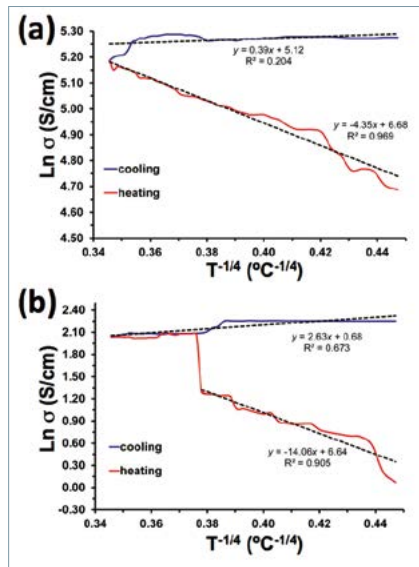 (a)
5.30
5.20
5.10
5.00
4.90
4.80
4.70
4.60
4.50
Ln σ (S/cm)
y = 0.39x + 5.12
R² = 0.204
y = -4.35x + 6.68
R² = 0.969
cooling
heating
0.34 0.36 0.38 0.40 0.42 0.44
T-1/4 (ºC-1/4)
(b)
2.40
2.10
1.80
1.50
1.20
0.90
0.60
0.30
0.00
-0.30
Ln σ (S/cm)
y = 2.63x + 0.68
R² = 0.673
y = -14.06x + 6.64
R² = 0.905
cooling
heating
0.34 0.36 0.38 0.40 0.42 0.44
T-1/4 (ºC-1/4)